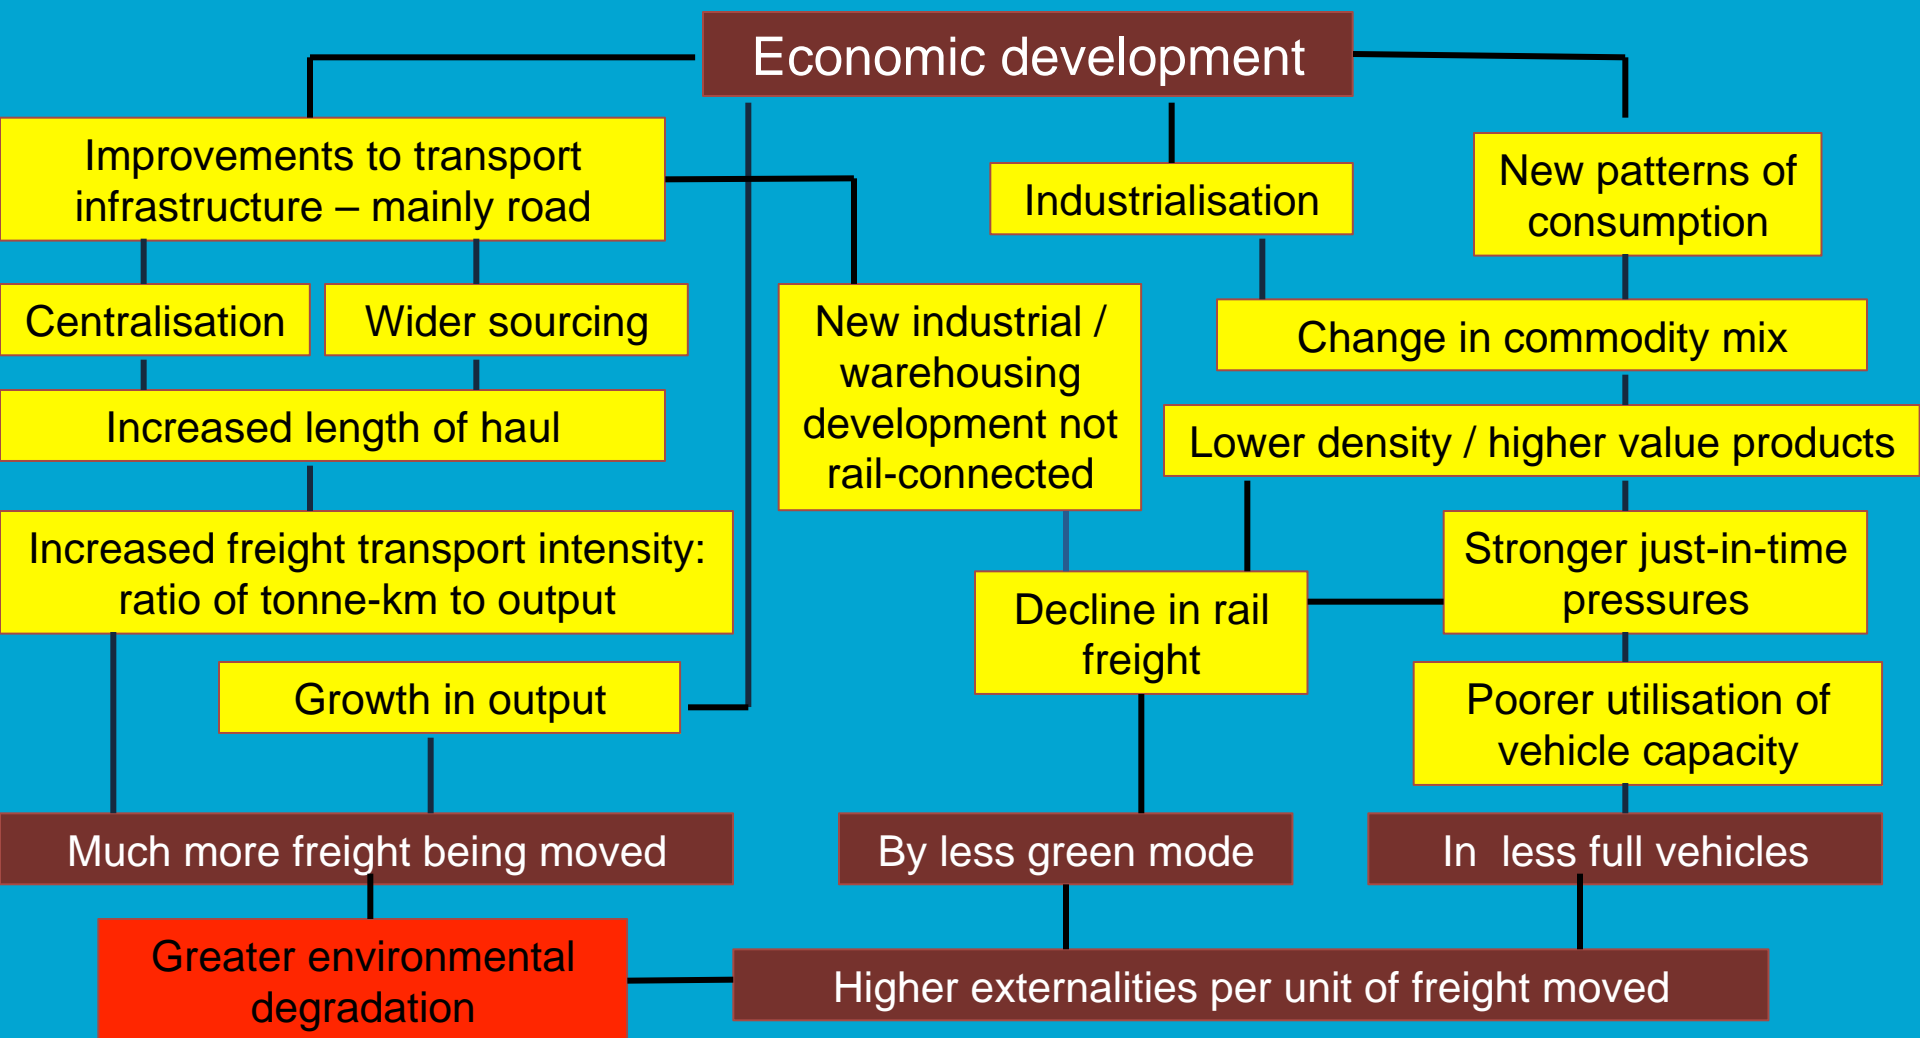 Economic development
Improvements to transport
infrastructure – mainly road
Industrialisation
New patterns of
consumption
Centralisation
Wider sourcing
New industrial /
warehousing
development not
rail-connected
Change in commodity mix
Increased length of haul
Lower density / higher value products
Increased freight transport intensity:
ratio of tonne-km to output
Stronger just-in-time
pressures
Decline in rail
freight
Growth in output
Poorer utilisation of
vehicle capacity
Much more freight being moved
By less green mode
In less full vehicles
Greater environmental
degradation
Higher externalities per unit of freight moved